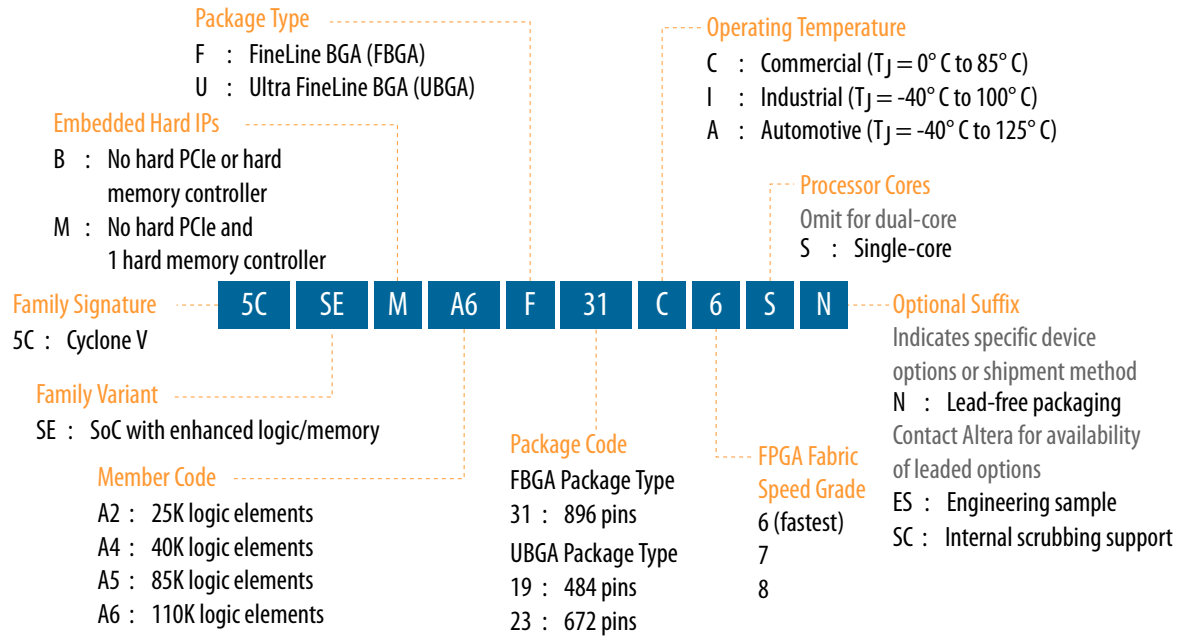 Package Type
F : FineLine BGA (FBGA)
U : Ultra FineLine BGA (UBGA)
Operating Temperature
C : Commercial (TJ = 0° C to 85° C)
I : Industrial (TJ = -40° C to 100° C)
A : Automotive (TJ = -40° C to 125° C)
Embedded Hard IPs
B : No hard PCIe or hard
memory controller
M : No hard PCIe and
1 hard memory controller
Processor Cores
Omit for dual-core
S : Single-core
Family Signature
5C : Cyclone V
5C SE M A6 F 31 C 6 S N
Optional Suffix
Indicates specific device
options or shipment method
N : Lead-free packaging
Contact Altera for availability
of leaded options
ES : Engineering sample
SC : Internal scrubbing support
Family Variant
SE : SoC with enhanced logic/memory
Member Code
A2 : 25K logic elements
A4 : 40K logic elements
A5 : 85K logic elements
A6 : 110K logic elements
Package Code
FBGA Package Type
31 : 896 pins
UBGA Package Type
19 : 484 pins
23 : 672 pins
FPGA Fabric
Speed Grade
6 (fastest)
7
8